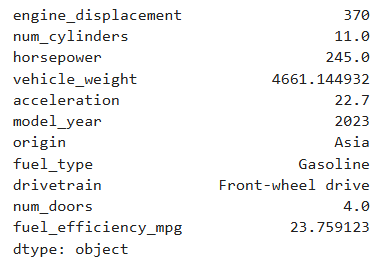 engine_displacement 370
num_cylinders 11.0
horsepower 245.0
vehicle_weight 4661.144932
acceleration 22.7
model_year 2023
origin Asia
fuel_type Gasoline
drivetrain Front-wheel drive
num_doors 4.0
fuel_efficiency_mpg 23.759123
dtype: object